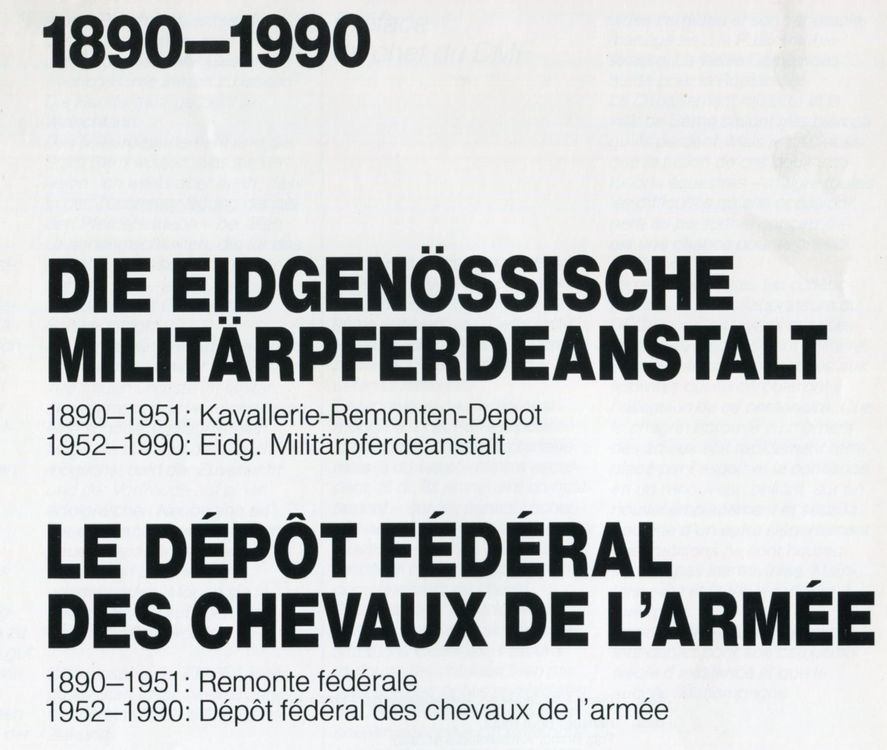 1890–1990
DIE EIDGENÖSSISCHE
MILITÄRPFERDEANSTALT
1890–1951: Kavallerie-Remonten-Depot
1952–1990: Eidg. Militärpferdeanstalt
LE DÉPÔT FÉDÉRAL
DES CHEVAUX DE L'ARMÉE
1890–1951: Remonte fédérale
1952–1990: Dépôt fédéral des chevaux de l'armée